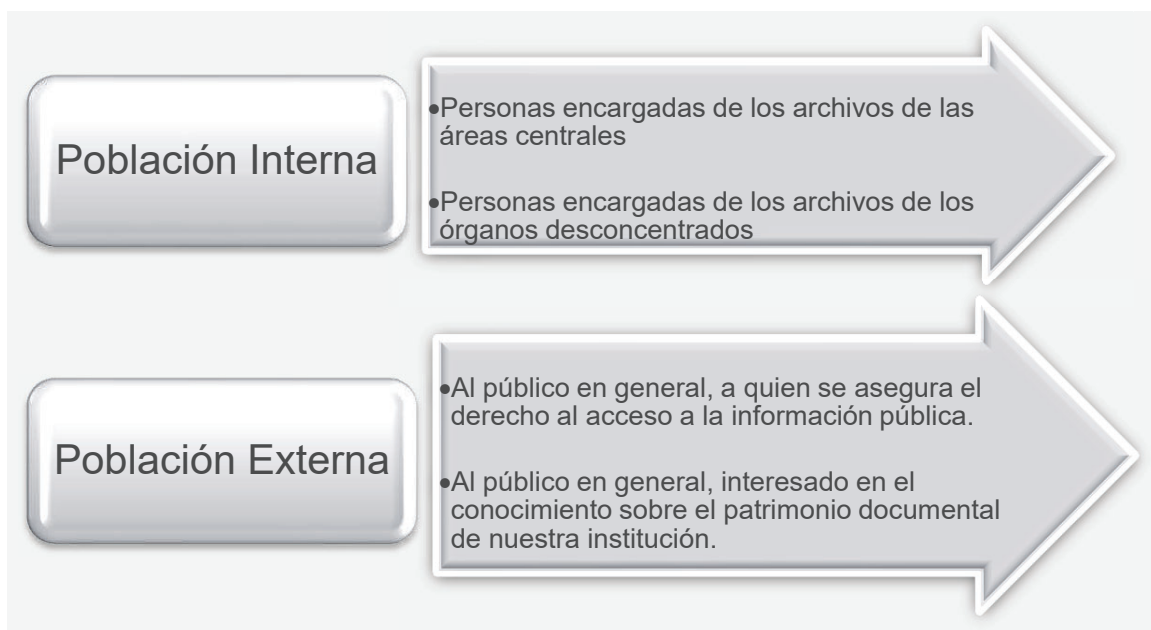 Población Interna
•Personas encargadas de los archivos de las
áreas centrales
•Personas encargadas de los archivos de los
órganos desconcentrados
Población Externa
•Al público en general, a quien se asegura el
derecho al acceso a la información pública.
•Al público en general, interesado en el
conocimiento sobre el patrimonio documental
de nuestra institución.